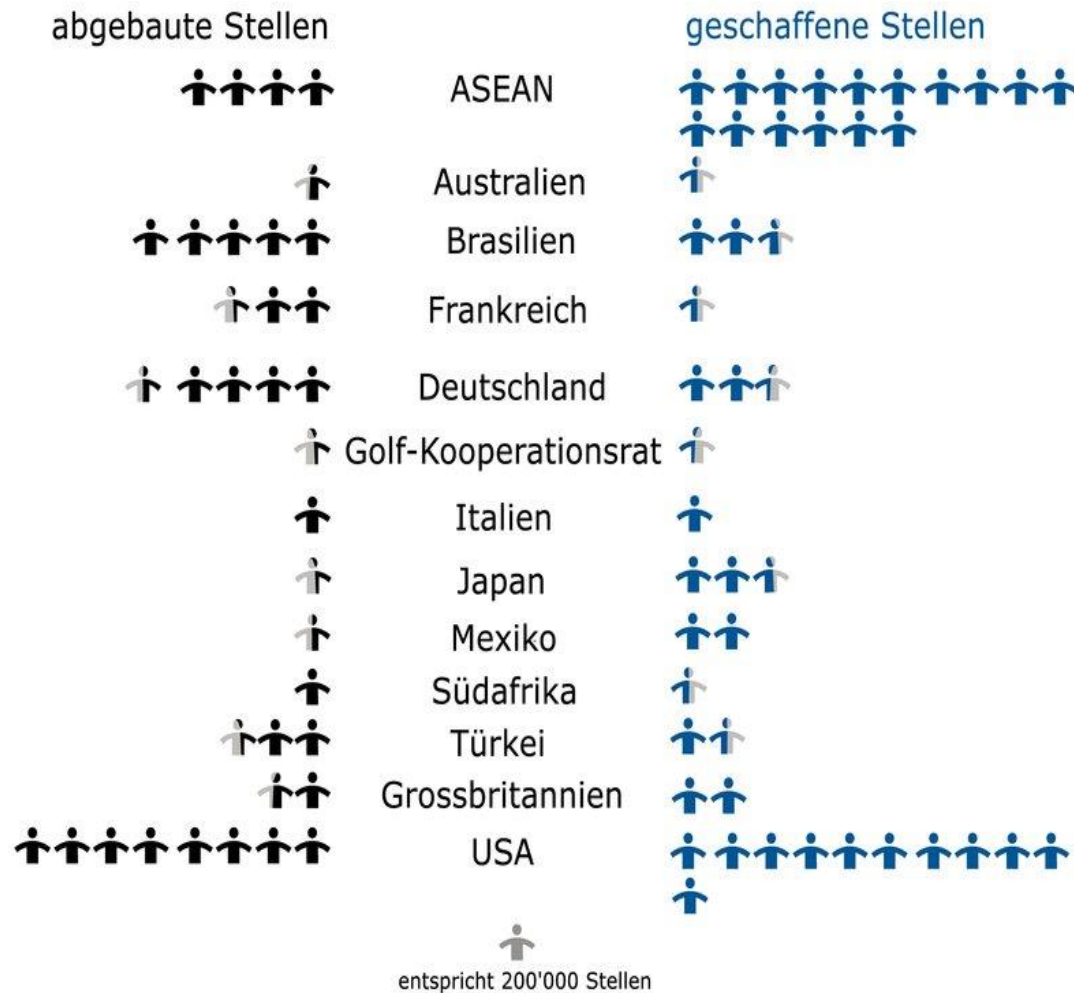 abgebaute Stellen
geschaffene Stellen
ASEAN
Australien
Brasilien
Frankreich
Deutschland
Golf-Kooperationsrat
Italien
Japan
Mexiko
Südafrika
Türkei
Grossbritannien
USA
entspricht 200'000 Stellen